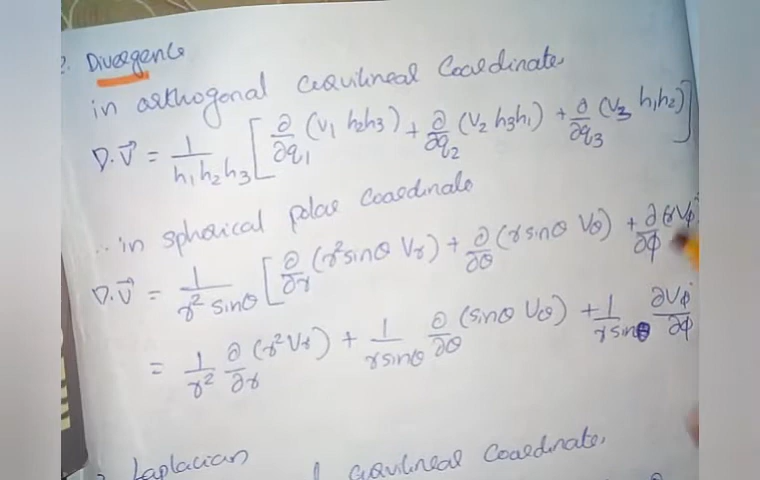 2. Divergence
in orthogonal curvilineal Coordinate
∇·V⃗ = 1/(h₁h₂h₃) [ ∂/∂q₁ (V₁ h₂h₃) + ∂/∂q₂ (V₂ h₃h₁) + ∂/∂q₃ (V₃ h₁h₂) ]
∴ in spherical polar coordinate
∇·V⃗ = 1/(r² sinθ) [ ∂/∂r (r² sinθ Vr) + ∂/∂θ (r sinθ Vθ) + ∂/∂ϕ (rVϕ
= 1/r² ∂/∂r (r² Vr) + 1/(r sinθ) ∂/∂θ (sinθ Vθ) + 1/(r sinθ) ∂Vϕ/∂ϕ
Laplacian
curvilineal Coordinate,